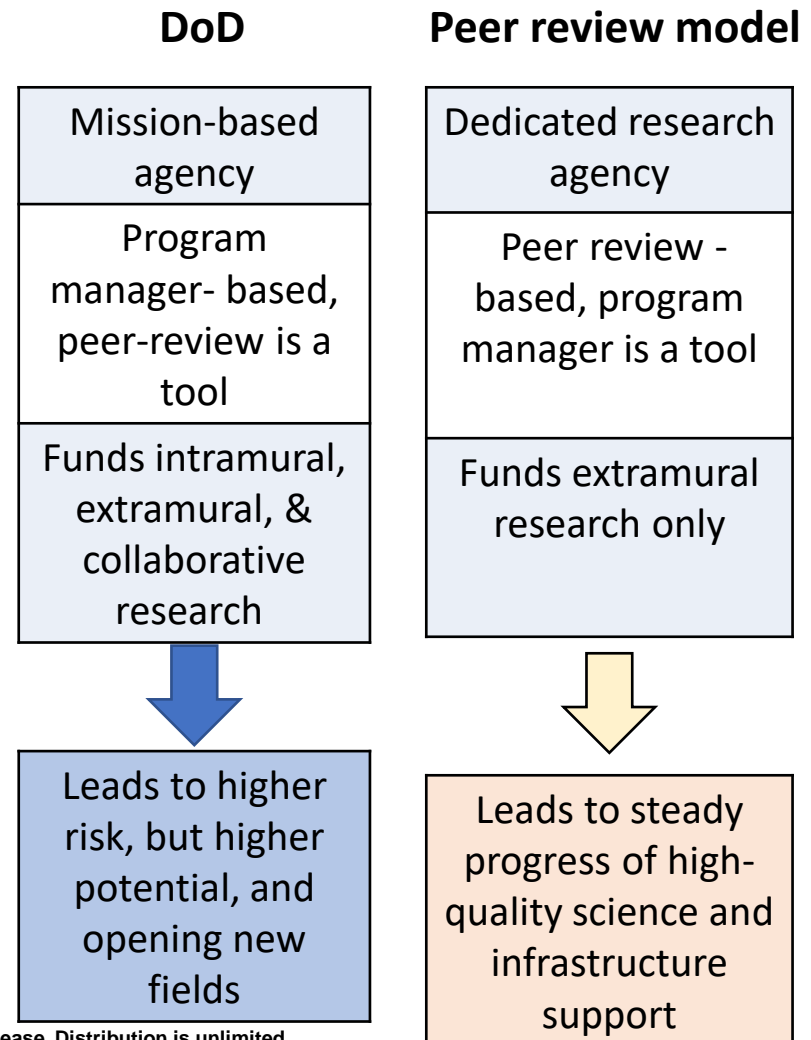 DoD
Mission-based
agency
Program
manager- based,
peer-review is a
tool
Funds intramural,
extramural, &
collaborative
research
Leads to higher
risk, but higher
potential, and
opening new
fields
Peer review model
Dedicated research
agency
Peer review -
based, program
manager is a tool
Funds extramural
research only
Leads to steady
progress of high-
quality science and
infrastructure
support
ease. Distribution is unlimited